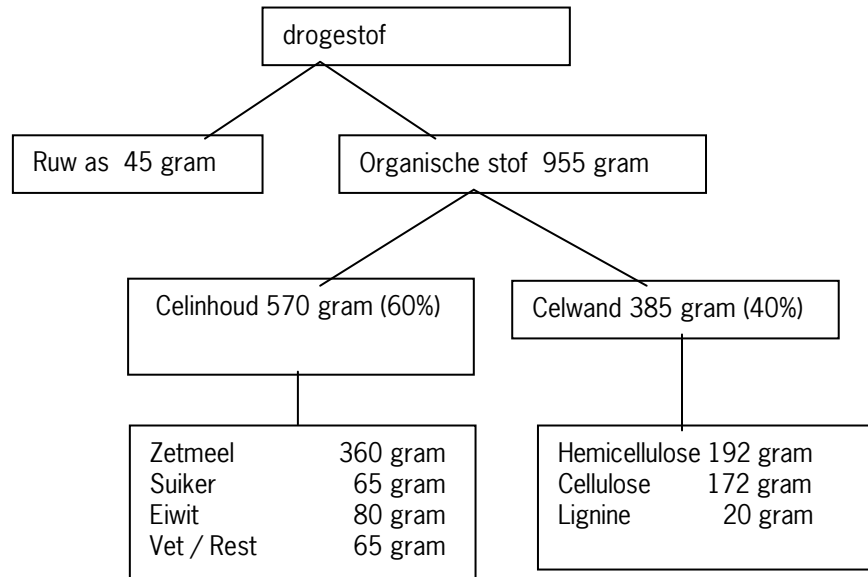 drogestof
Ruw as 45 gram
Organische stof 955 gram
Celinhoud 570 gram (60%)
Celwand 385 gram (40%)
Zetmeel 360 gram
Suiker 65 gram
Eiwit 80 gram
Vet / Rest 65 gram
Hemicellulose 192 gram
Cellulose 172 gram
Lignine 20 gram